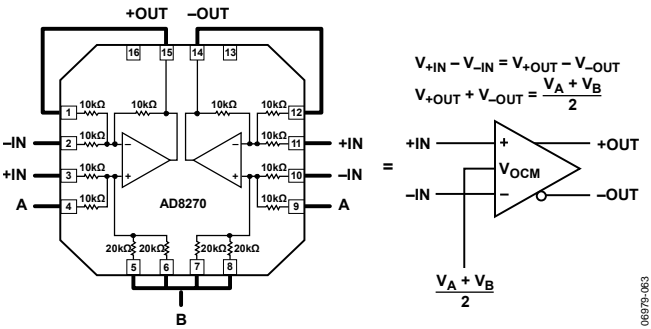 +OUT –OUT
16 15 14 13
10kΩ 10kΩ 10kΩ 10kΩ
1 12
10kΩ 10kΩ
–IN 2 – – 11 +IN
10kΩ 10kΩ
+IN 3 + + 10 –IN
10kΩ 10kΩ
A 4 AD8270 9 A
20kΩ 20kΩ 20kΩ 20kΩ
5 6 7 8
B
=
V+IN – V–IN = V+OUT – V–OUT
V+OUT + V–OUT = VA + VB
2
+IN + +OUT
VOCM
–IN – –OUT
VA + VB
2
06979-063